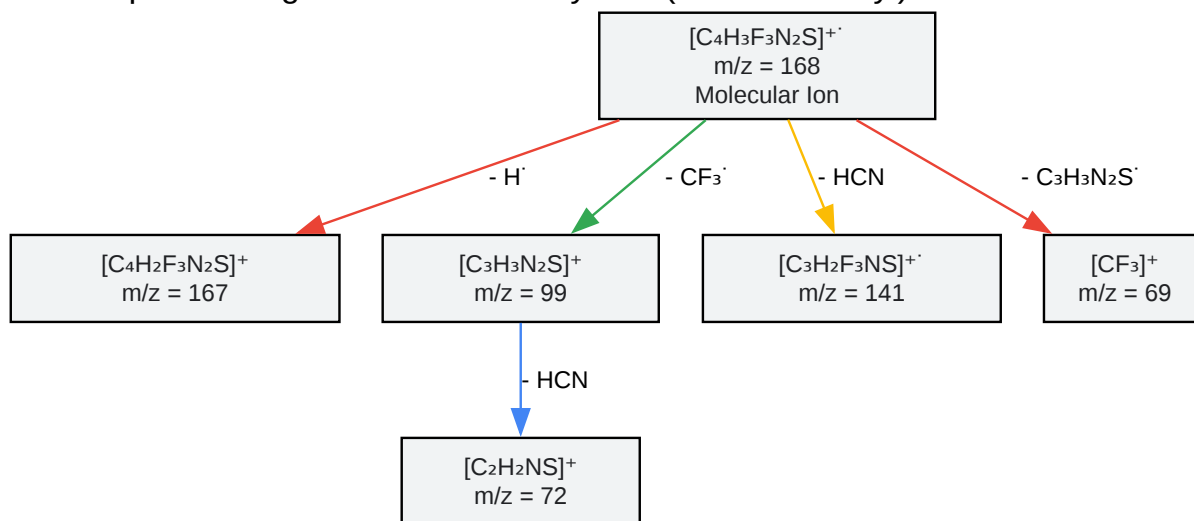 [C₄H₃F₃N₂S]⁺˙
m/z = 168
Molecular Ion
- H˙
- CF₃˙
- HCN
- C₃H₃N₂S˙
[C₄H₂F₃N₂S]⁺
m/z = 167
[C₃H₃N₂S]⁺
m/z = 99
[C₃H₂F₃NS]⁺˙
m/z = 141
[CF₃]⁺
m/z = 69
- HCN
[C₂H₂NS]⁺
m/z = 72